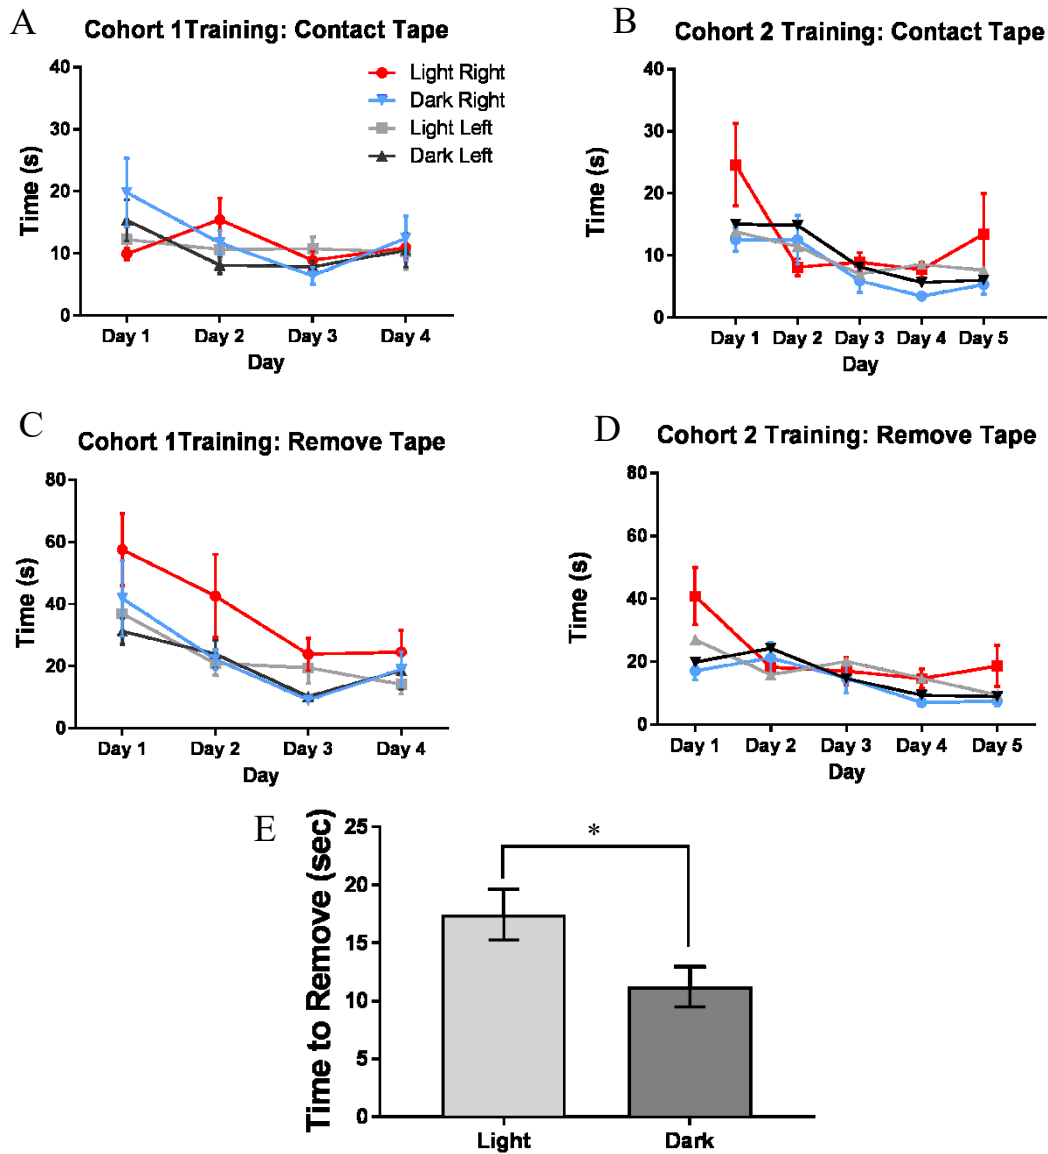 A
Cohort 1Training: Contact Tape
40
30
20
10
0
Time (s)
Light Right
Dark Right
Light Left
Dark Left
Day 1 Day 2 Day 3 Day 4
Day
B
Cohort 2 Training: Contact Tape
40
30
20
10
0
Time (s)
Day 1 Day 2 Day 3 Day 4 Day 5
Day
C
Cohort 1Training: Remove Tape
80
60
40
20
0
Time (s)
Day 1 Day 2 Day 3 Day 4
Day
D
Cohort 2 Training: Remove Tape
80
60
40
20
0
Time (s)
Day 1 Day 2 Day 3 Day 4 Day 5
Day
E
Time to Remove (sec)
25
20
15
10
5
0
*
Light Dark